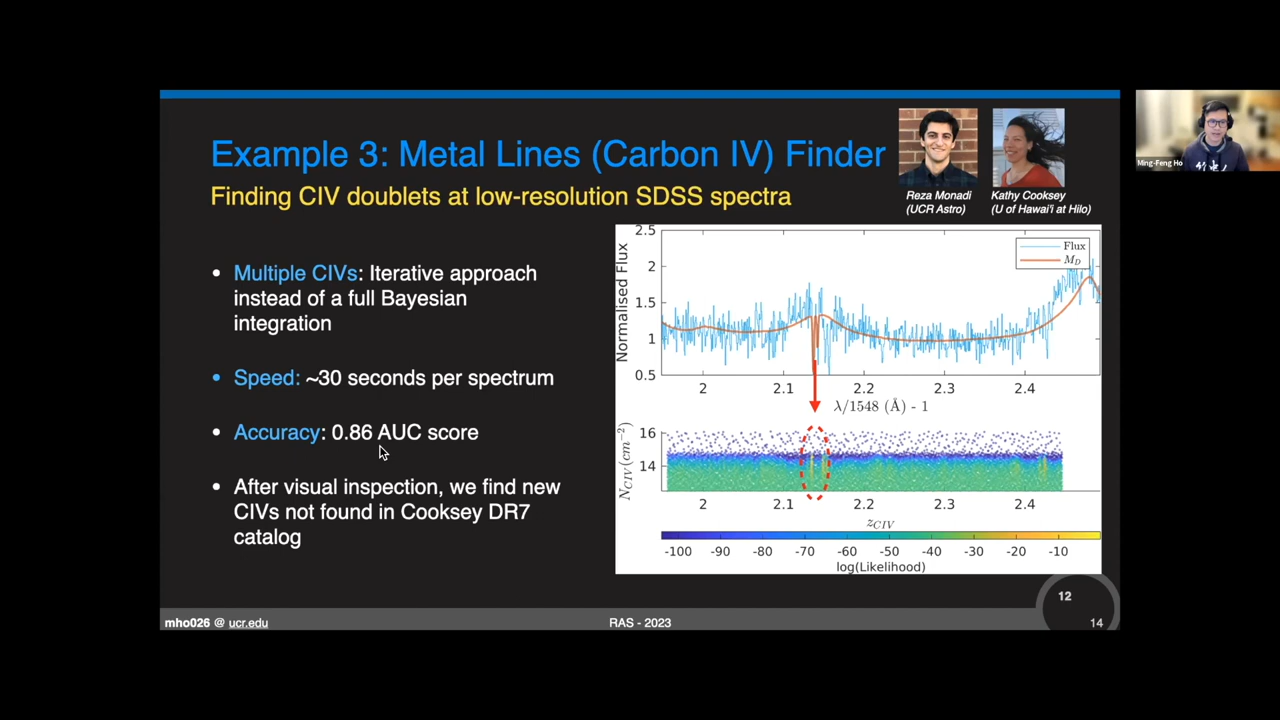 Example 3: Metal Lines (Carbon IV) Finder
Finding CIV doublets at low-resolution SDSS spectra
Reza Monadi
(UCR Astro)
Kathy Cooksey
(U of Hawai'i at Hilo)
Ming-Feng Ho
• Multiple CIVs: Iterative approach
instead of a full Bayesian
integration
• Speed: ~30 seconds per spectrum
• Accuracy: 0.86 AUC score
• After visual inspection, we find new
CIVs not found in Cooksey DR7
catalog
Normalised Flux
2.5
2
1.5
1
0.5
Flux
M_D
2 2.1 2.2 2.3 2.4
λ/1548 (Å) - 1
N_CIV(cm⁻²)
16
14
2 2.1 2.2 2.3 2.4
z_CIV
-100 -90 -80 -70 -60 -50 -40 -30 -20 -10
log(Likelihood)
12
mho026 @ ucr.edu
RAS - 2023
14